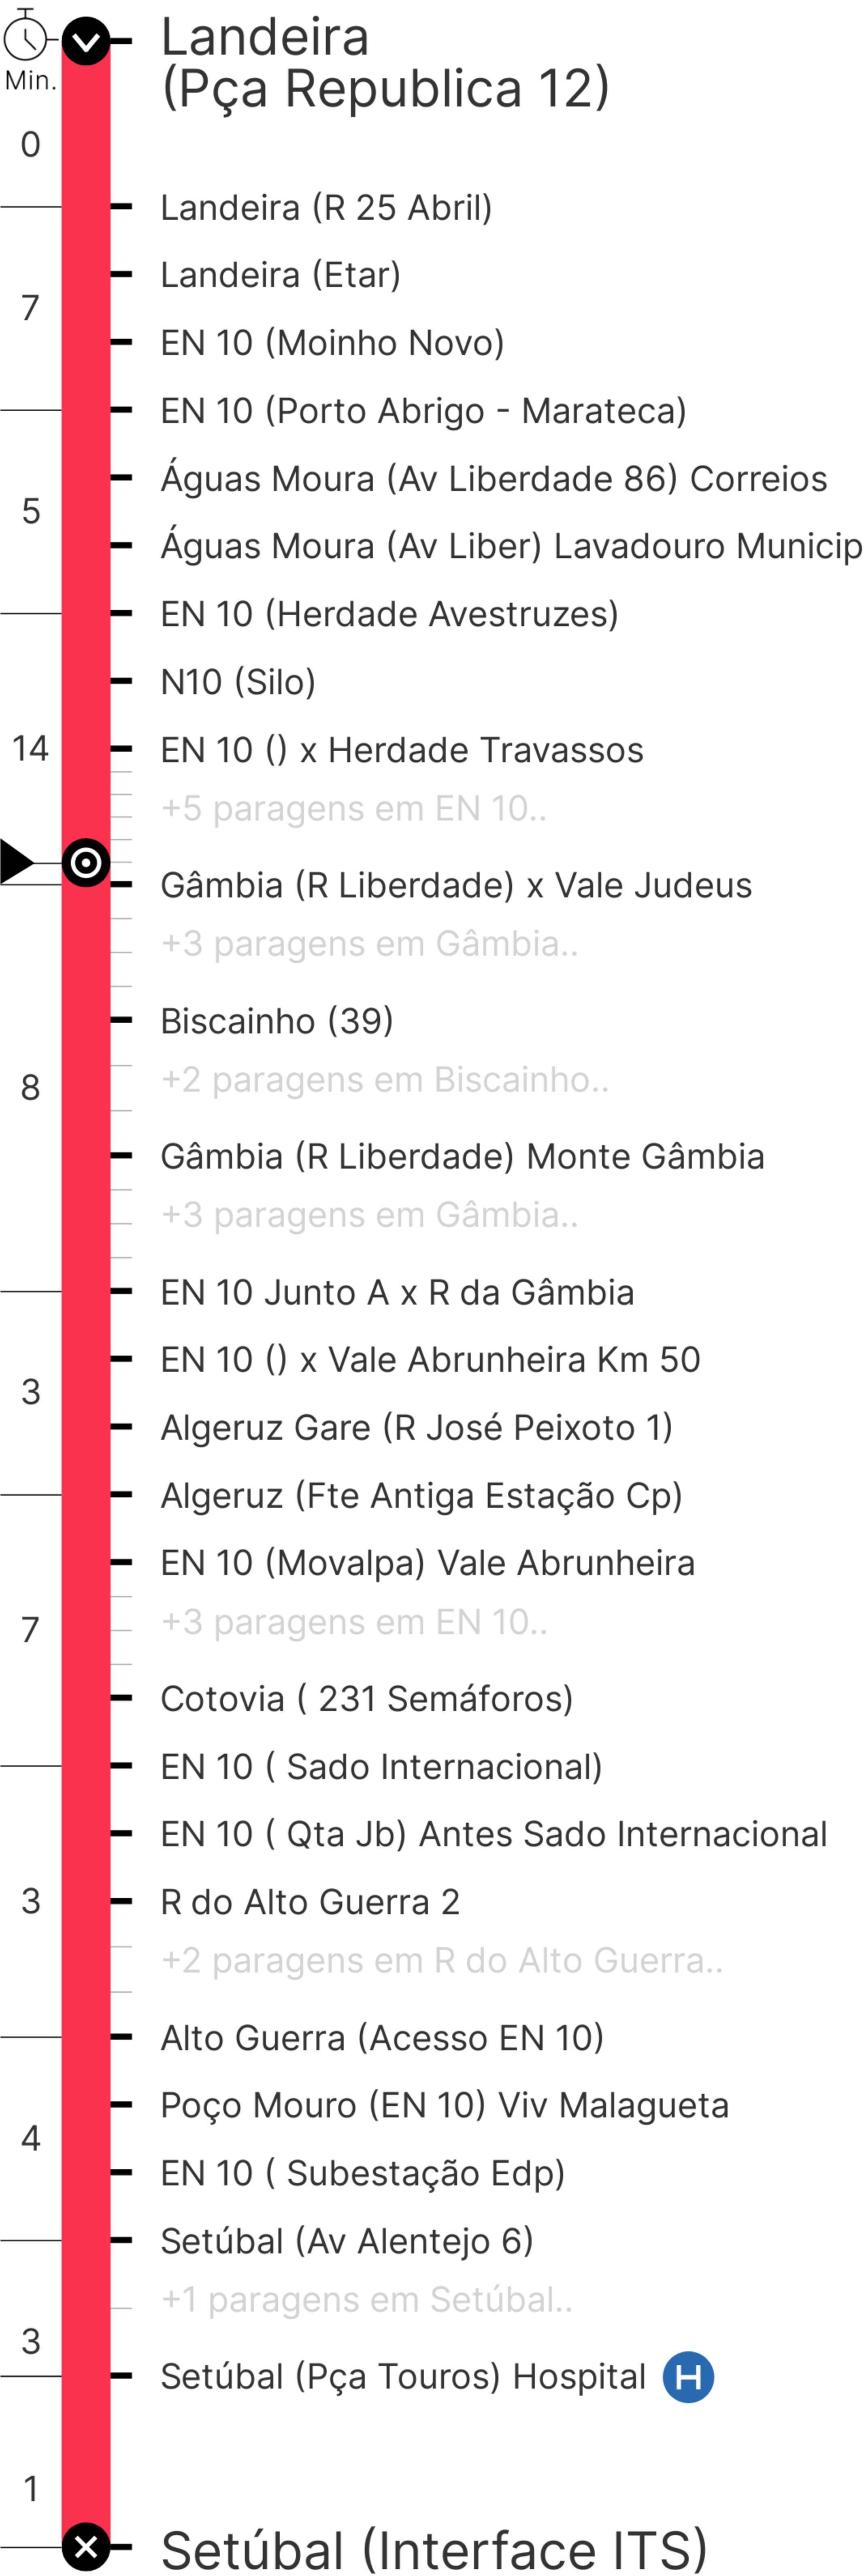 Landeira
(Pça Republica 12)
Min.
0
Landeira (R 25 Abril)
Landeira (Etar)
7
EN 10 (Moinho Novo)
EN 10 (Porto Abrigo - Marateca)
Águas Moura (Av Liberdade 86) Correios
5
Águas Moura (Av Liber) Lavadouro Municip
EN 10 (Herdade Avestruzes)
N10 (Silo)
14
EN 10 () x Herdade Travassos
+5 paragens em EN 10..
Gâmbia (R Liberdade) x Vale Judeus
+3 paragens em Gâmbia..
Biscainho (39)
8
+2 paragens em Biscainho..
Gâmbia (R Liberdade) Monte Gâmbia
+3 paragens em Gâmbia..
EN 10 Junto A x R da Gâmbia
EN 10 () x Vale Abrunheira Km 50
3
Algeruz Gare (R José Peixoto 1)
Algeruz (Fte Antiga Estação Cp)
EN 10 (Movalpa) Vale Abrunheira
7
+3 paragens em EN 10..
Cotovia ( 231 Semáforos)
EN 10 ( Sado Internacional)
EN 10 ( Qta Jb) Antes Sado Internacional
3
R do Alto Guerra 2
+2 paragens em R do Alto Guerra..
Alto Guerra (Acesso EN 10)
Poço Mouro (EN 10) Viv Malagueta
4
EN 10 ( Subestação Edp)
Setúbal (Av Alentejo 6)
+1 paragens em Setúbal..
3
Setúbal (Pça Touros) Hospital H
1
Setúbal (Interface ITS)